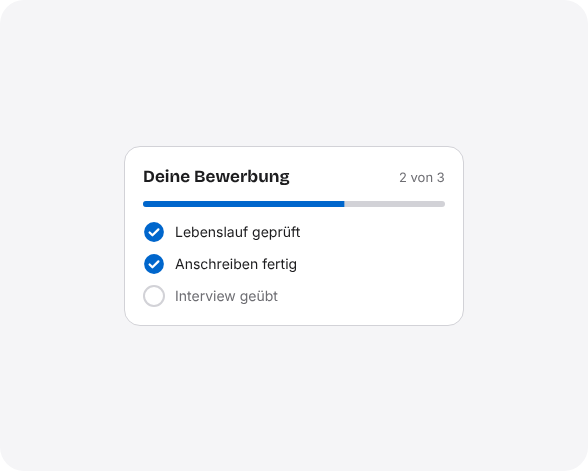 Deine Bewerbung
2 von 3
Lebenslauf geprüft
Anschreiben fertig
Interview geübt